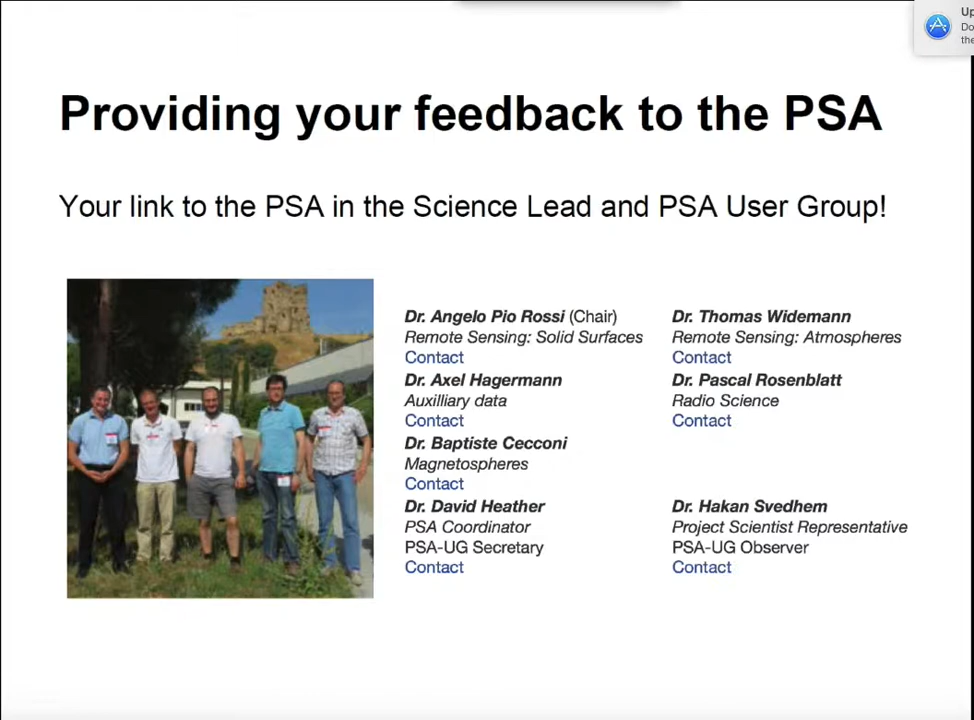 Up
Do
the
Providing your feedback to the PSA
Your link to the PSA in the Science Lead and PSA User Group!
Dr. Angelo Pio Rossi (Chair)
Remote Sensing: Solid Surfaces
Contact
Dr. Axel Hagermann
Auxilliary data
Contact
Dr. Baptiste Cecconi
Magnetospheres
Contact
Dr. David Heather
PSA Coordinator
PSA-UG Secretary
Contact
Dr. Thomas Widemann
Remote Sensing: Atmospheres
Contact
Dr. Pascal Rosenblatt
Radio Science
Contact
Dr. Hakan Svedhem
Project Scientist Representative
PSA-UG Observer
Contact